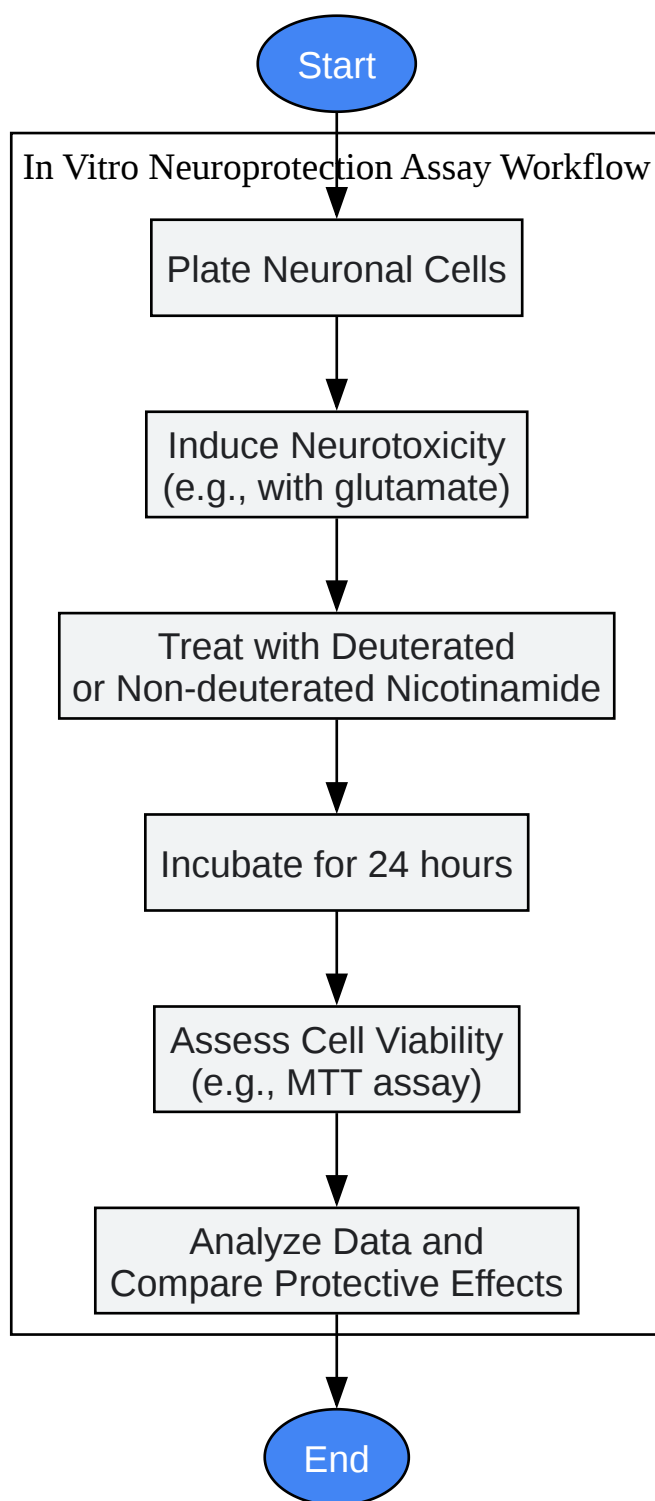 Start
In Vitro Neuroprotection Assay Workflow
Plate Neuronal Cells
Induce Neurotoxicity
(e.g., with glutamate)
Treat with Deuterated
or Non-deuterated Nicotinamide
Incubate for 24 hours
Assess Cell Viability
(e.g., MTT assay)
Analyze Data and
Compare Protective Effects
End